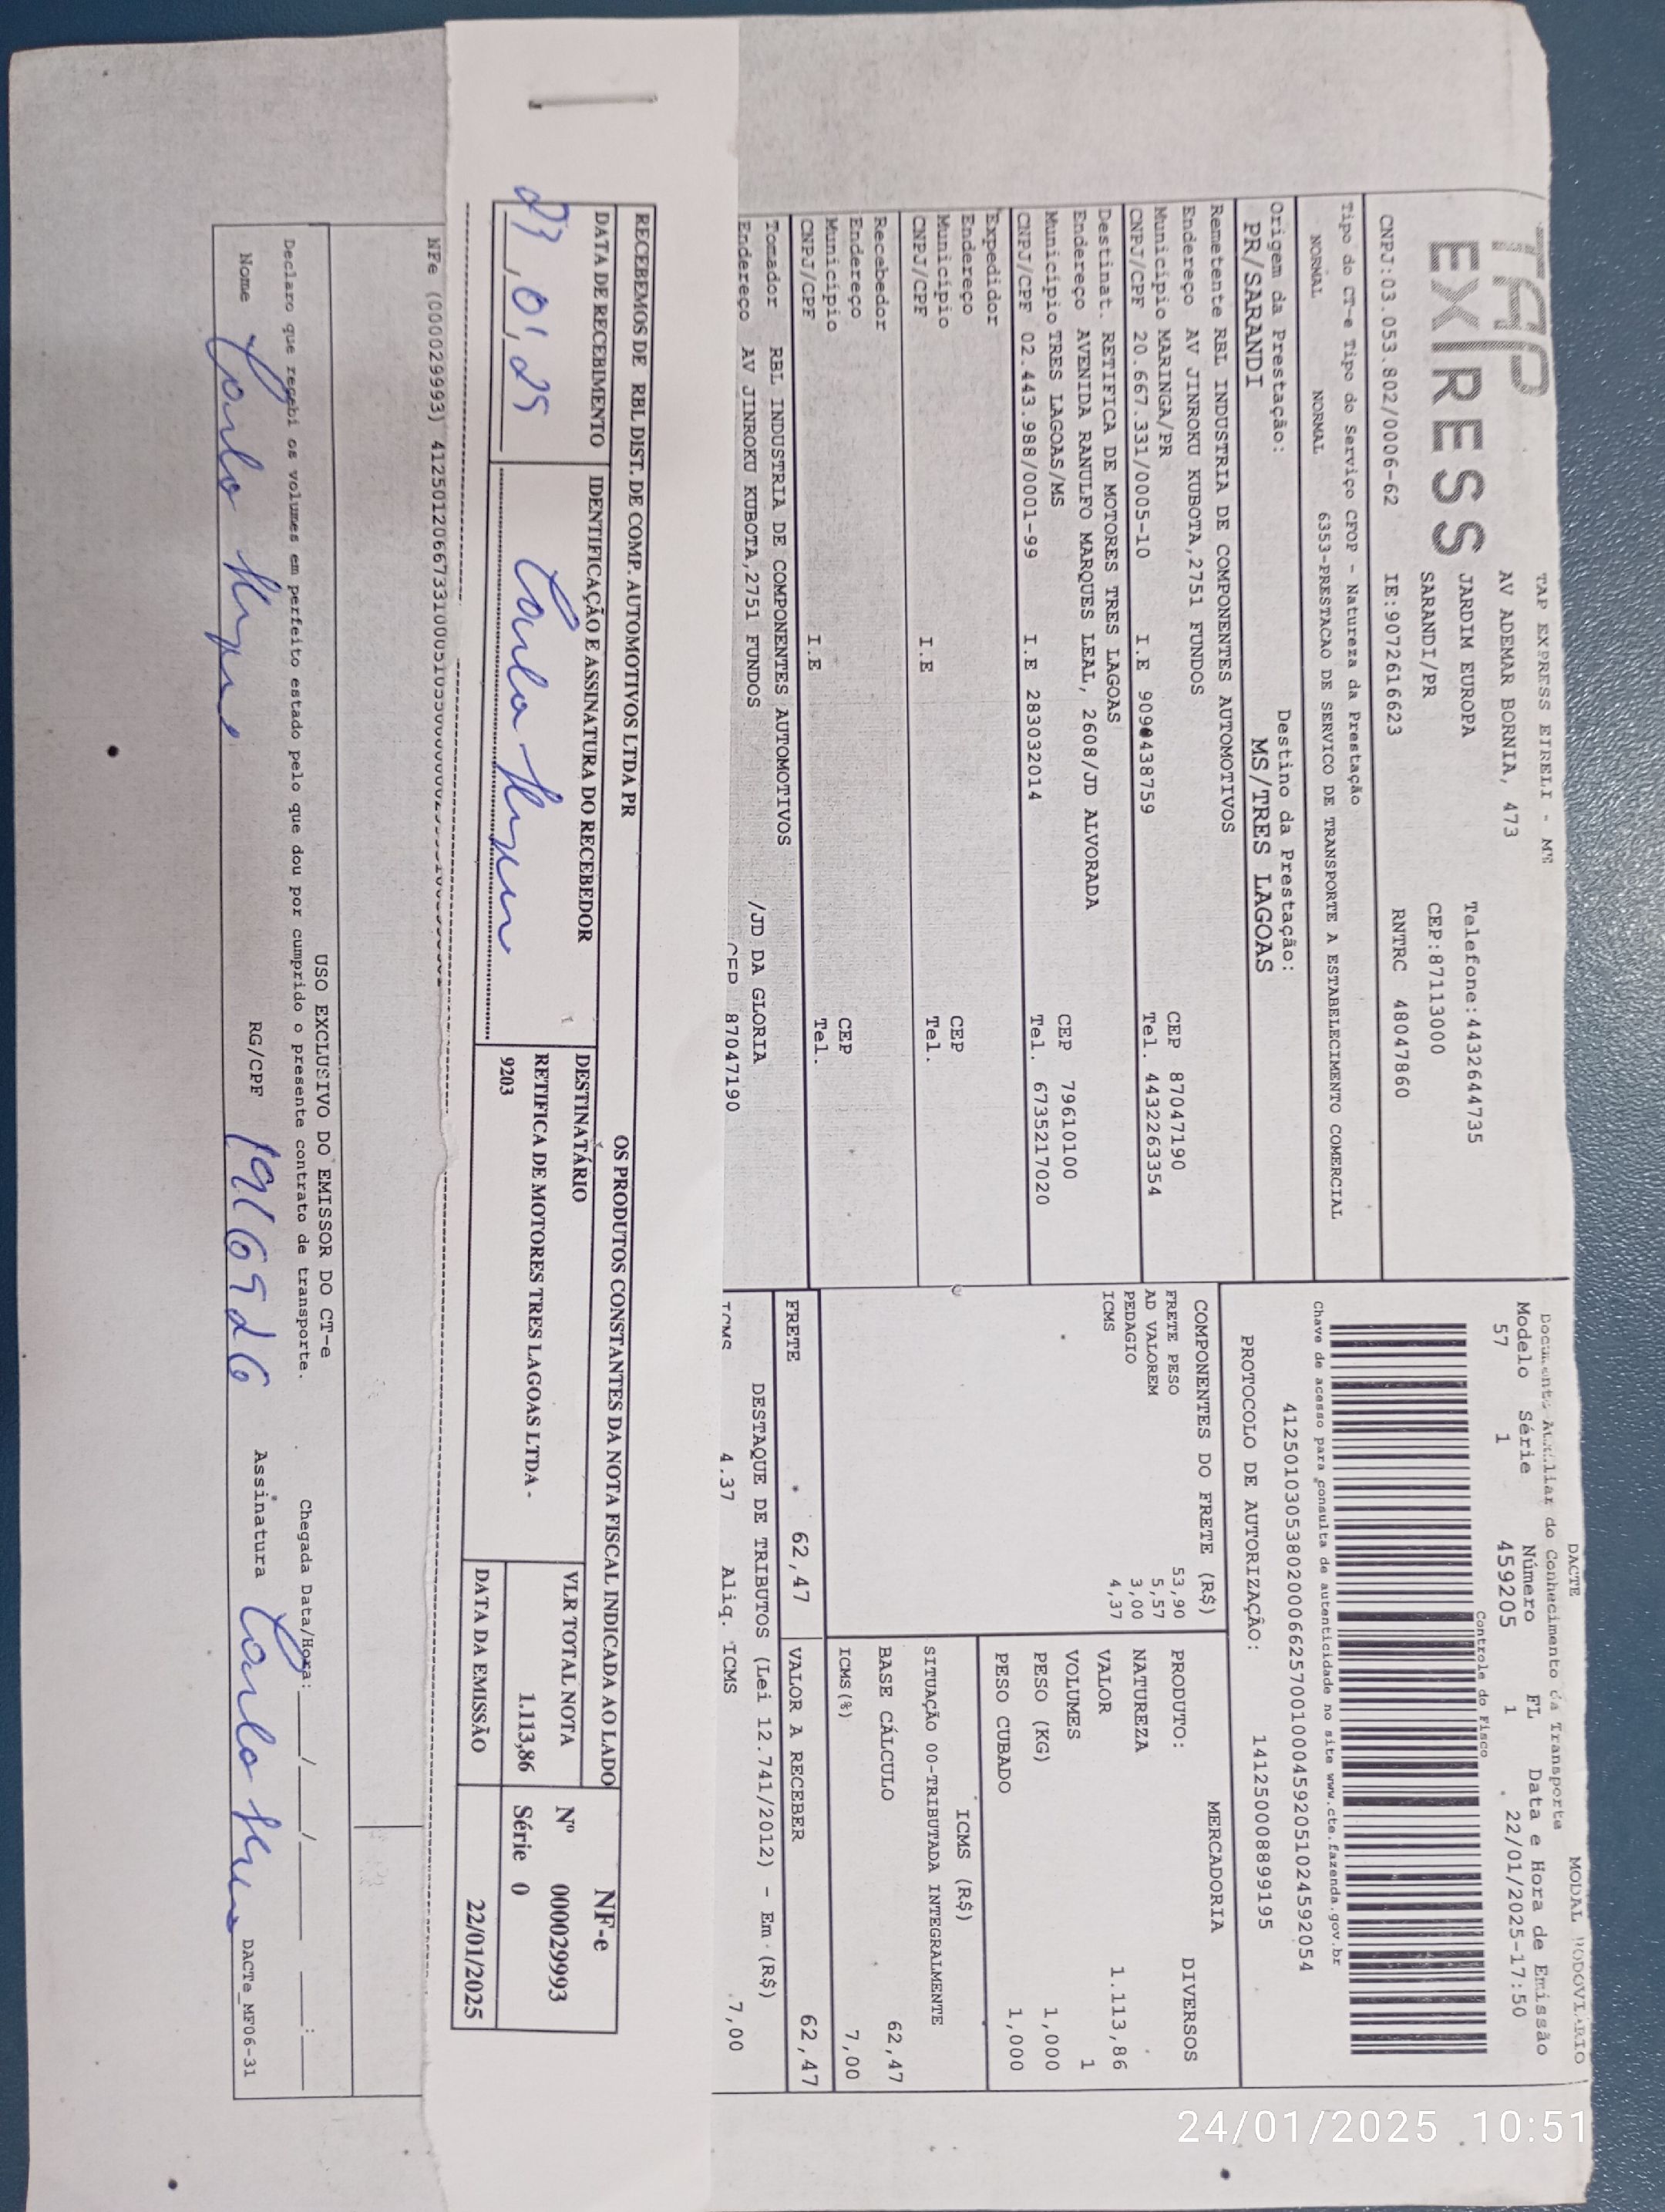 TAP
EXPRESS
TAP EXPRESS EIRELI - ME
AV ADEMAR BORNIA, 473
JARDIM EUROPA
Telefone:4432644735
SARANDI/PR
CEP:87113000
CNPJ:03.053.802/0006-62
IE:9072616623
RNTRC 48047860
DACTE
MODAL RODOVIARIO
Documento Auxiliar do Conhecimento de Transporte
Modelo Série Número FL Data e Hora de Emissão
57 1 459205 1 22/01/2025-17:50
Controle do Fisco
Chave de acesso para consulta de autenticidade no site www.cte.fazenda.gov.br
41250103053802000662570010004592051024592054
PROTOCOLO DE AUTORIZAÇÃO: 141250008899195
Tipo do CT-e Tipo do Serviço CFOP - Natureza da Prestação
NORMAL NORMAL 6353-PRESTACAO DE SERVICO DE TRANSPORTE A ESTABELECIMENTO COMERCIAL
Origem da Prestação: Destino da Prestação:
PR/SARANDI MS/TRES LAGOAS
Remetente RBL INDUSTRIA DE COMPONENTES AUTOMOTIVOS
Endereço AV JINROKU KUBOTA,2751 FUNDOS
Município MARINGA/PR CEP 87047190
CNPJ/CPF 20.667.331/0005-10 I.E 9090438759 Tel. 4432263354
Destinat. RETIFICA DE MOTORES TRES LAGOAS
Endereço AVENIDA RANULFO MARQUES LEAL, 2608/JD ALVORADA
Município TRES LAGOAS/MS CEP 79610100
CNPJ/CPF 02.443.988/0001-99 I.E 283032014 Tel. 6735217020
Expedidor
Endereço
Município CEP
CNPJ/CPF I.E Tel.
Recebedor
Endereço
Município CEP
CNPJ/CPF I.E Tel.
Tomador RBL INDUSTRIA DE COMPONENTES AUTOMOTIVOS
Endereço AV JINROKU KUBOTA,2751 FUNDOS /JD DA GLORIA
CEP 87047190
COMPONENTES DO FRETE (R$)
FRETE PESO 53,90
AD VALOREM 5,57
PEDAGIO 3,00
ICMS 4,37
MERCADORIA
PRODUTO: DIVERSOS
NATUREZA
VALOR 1.113,86
VOLUMES 1
PESO (KG) 1,000
PESO CUBADO 1,000
ICMS (R$)
SITUAÇÃO 00-TRIBUTADA INTEGRALMENTE
BASE CÁLCULO 62,47
ICMS(%) 7,00
FRETE 62,47 VALOR A RECEBER 62,47
DESTAQUE DE TRIBUTOS (Lei 12.741/2012) - Em (R$)
ICMS 4.37 Aliq. ICMS 7,00
RECEBEMOS DE RBL DIST. DE COMP. AUTOMOTIVOS LTDA PR OS PRODUTOS CONSTANTES DA NOTA FISCAL INDICADA AO LADO
DATA DE RECEBIMENTO
23,01,25
IDENTIFICAÇÃO E ASSINATURA DO RECEBEDOR
DESTINATÁRIO
RETIFICA DE MOTORES TRES LAGOAS LTDA -
9203
VLR TOTAL NOTA
1.113,86
DATA DA EMISSÃO
NF-e
Nº 000029993
Série 0
22/01/2025
NFe (000029993)
USO EXCLUSIVO DO EMISSOR DO CT-e
Declaro que recebi os volumes em perfeito estado pelo que dou por cumprido o presente contrato de transporte. Chegada Data/Hora: ___/___/___ ___:___
Nome RG/CPF Assinatura
DACTe_MF06-31
24/01/2025 10:51